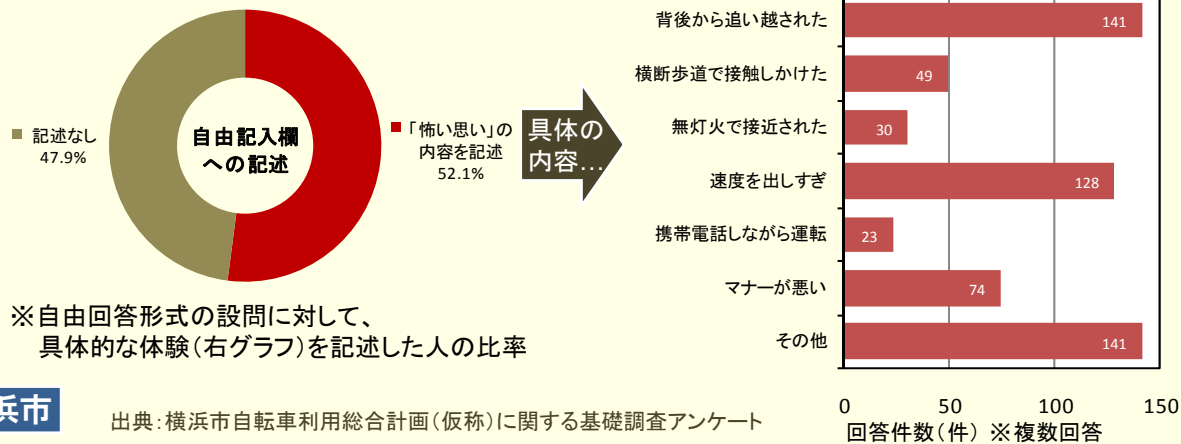 記述なし
47.9%
自由記入欄
への記述
「怖い思い」の
内容を記述
52.1%
具体の
内容…
背後から追い越された
141
横断歩道で接触しかけた
49
無灯火で接近された
30
速度を出しすぎ
128
携帯電話しながら運転
23
マナーが悪い
74
その他
141
0 50 100 150
回答件数(件) ※複数回答
※自由回答形式の設問に対して、
具体的な体験(右グラフ)を記述した人の比率
浜市
出典:横浜市自転車利用総合計画(仮称)に関する基礎調査アンケート